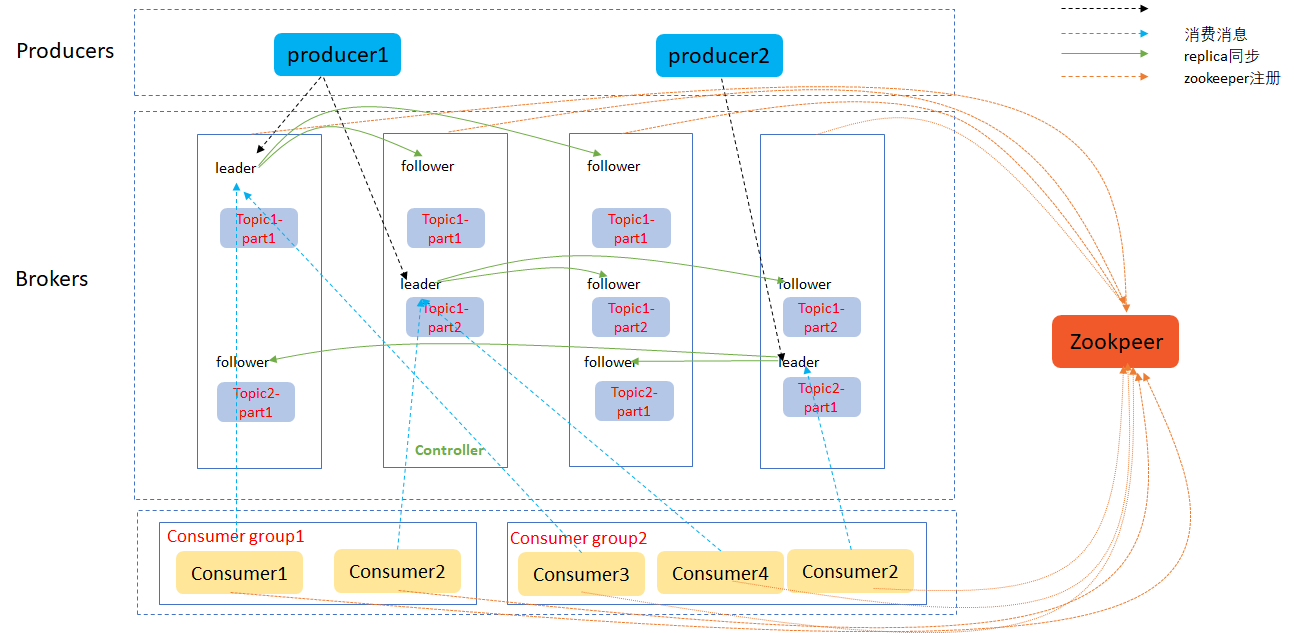 Producers
producer1
producer2
消费消息
replica同步
zookeeper注册
Brokers
leader
follower
follower
Topic1-
part1
Topic1-
part1
Topic1-
part1
leader
follower
follower
Topic1-
part2
Topic1-
part2
Topic1-
part2
follower
follower
leader
Topic2-
part1
Topic2-
part1
Topic2-
part1
Controller
Zookpeer
Consumer group1
Consumer1
Consumer2
Consumer group2
Consumer3
Consumer4
Consumer2